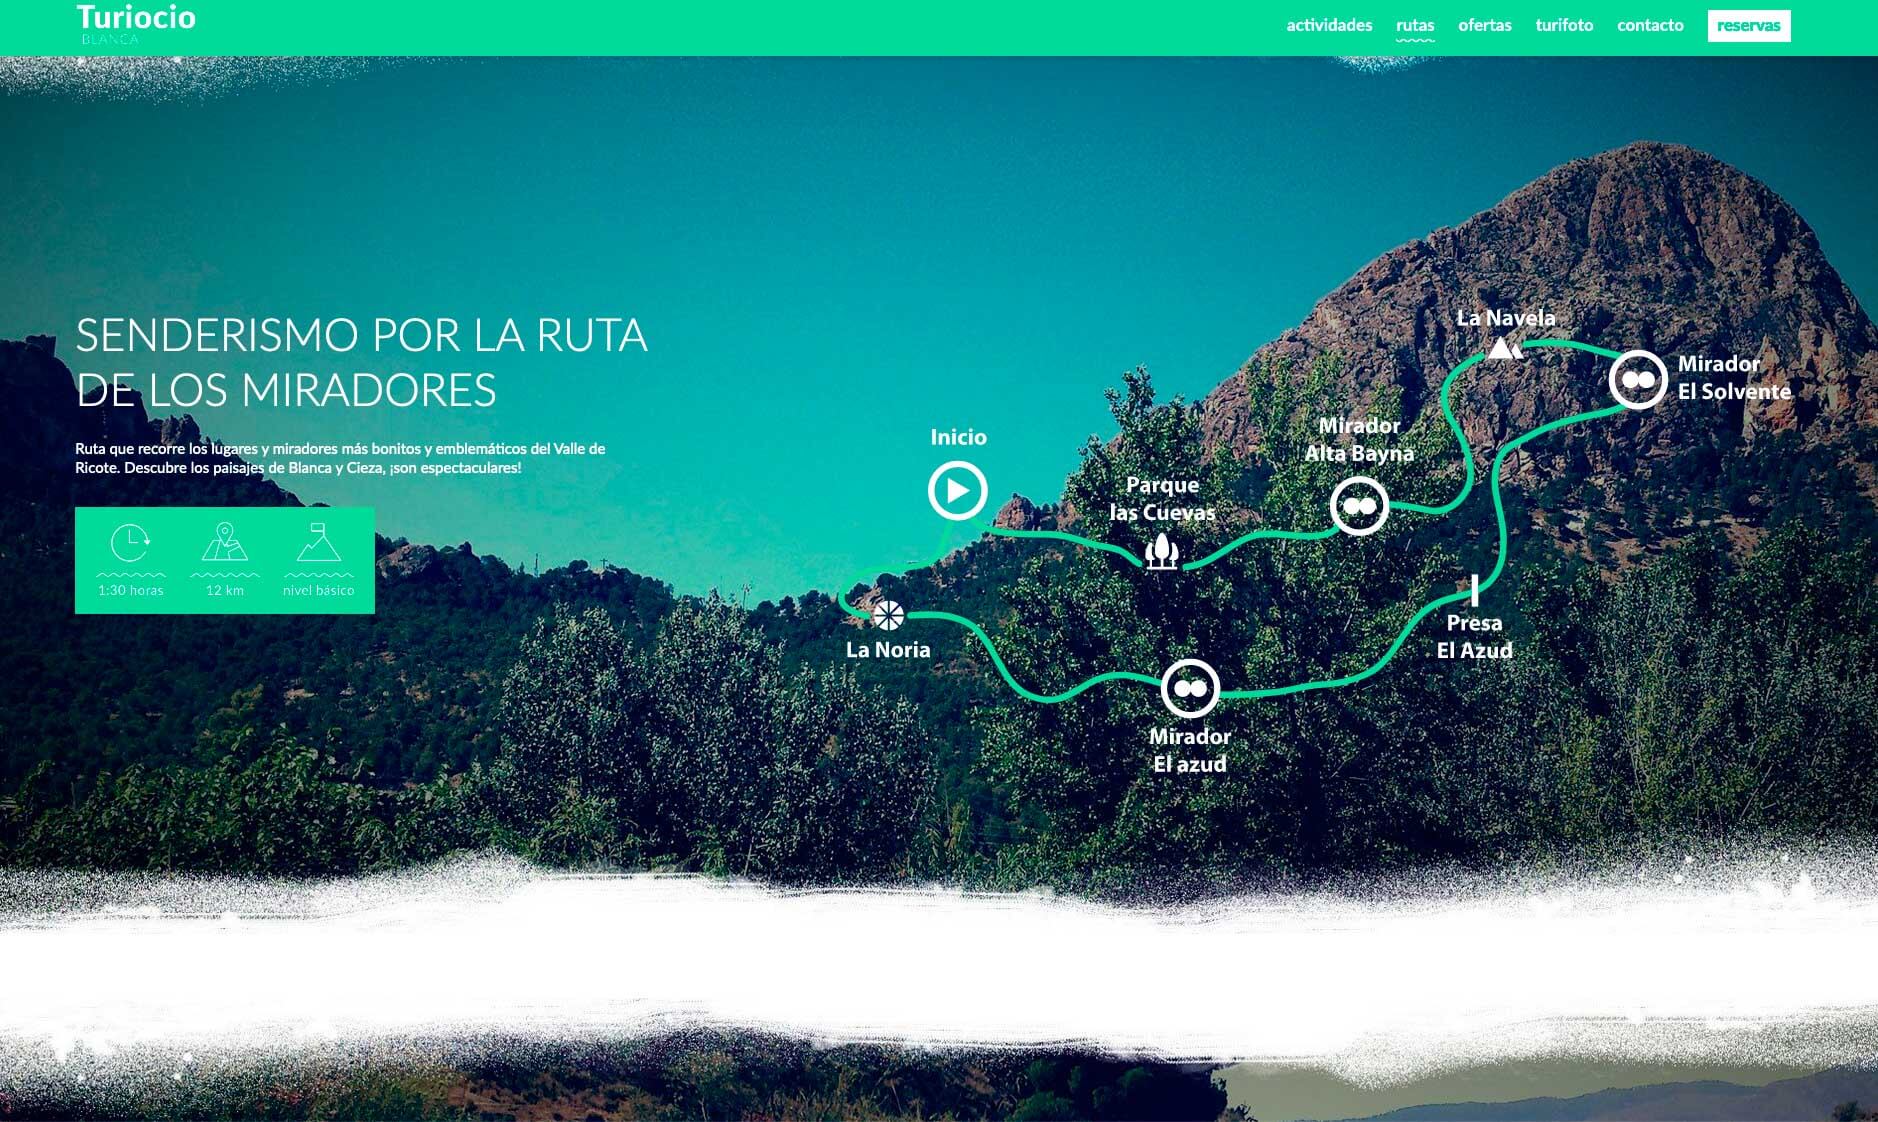 Turiocio
BLANCA
actividades
rutas
ofertas
turifoto
contacto
reservas
SENDERISMO POR LA RUTA
DE LOS MIRADORES
Ruta que recorre los lugares y miradores más bonitos y emblemáticos del Valle de
Ricote. Descubre los paisajes de Blanca y Cieza, ¡son espectaculares!
1:30 horas
12 km
nivel básico
Inicio
Parque
las Cuevas
Mirador
Alta Bayna
La Navela
Mirador
El Solvente
Presa
El Azud
Mirador
El azud
La Noria